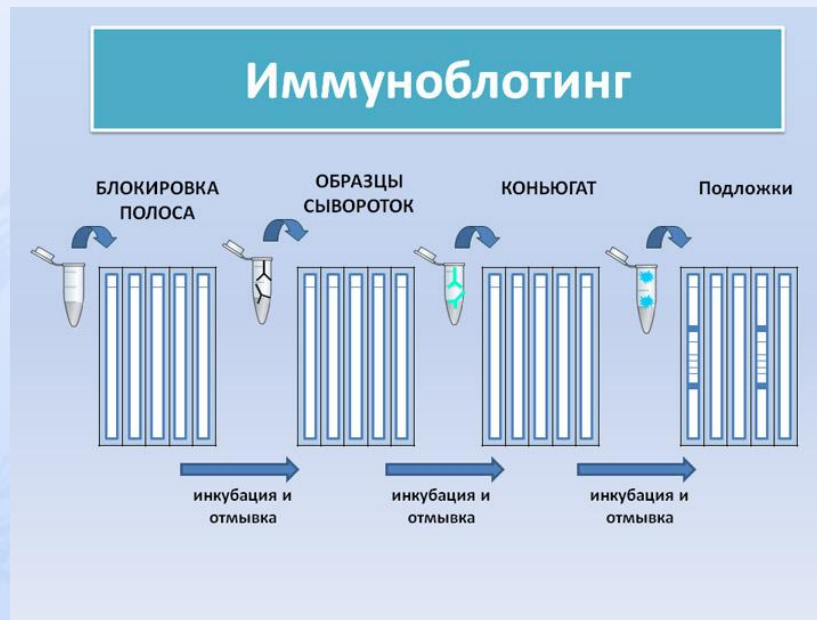 Иммуноблотинг
БЛОКИРОВКА
ПОЛОСА
ОБРАЗЦЫ
СЫВОРОТОК
КОНЬЮГАТ
Подложки
инкубация и
отмывка
инкубация и
отмывка
инкубация и
отмывка